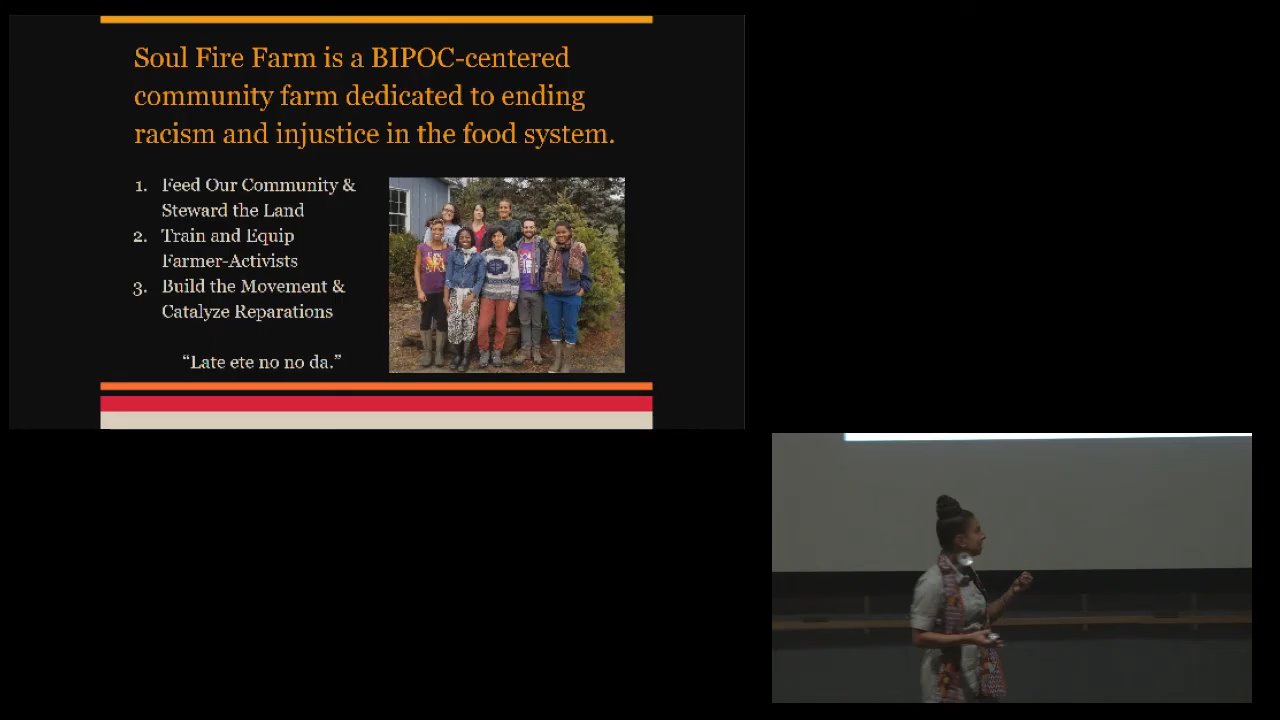 Soul Fire Farm is a BIPOC-centered
community farm dedicated to ending
racism and injustice in the food system.
1. Feed Our Community &
Steward the Land
2. Train and Equip
Farmer-Activists
3. Build the Movement &
Catalyze Reparations
“Late ete no no da.”